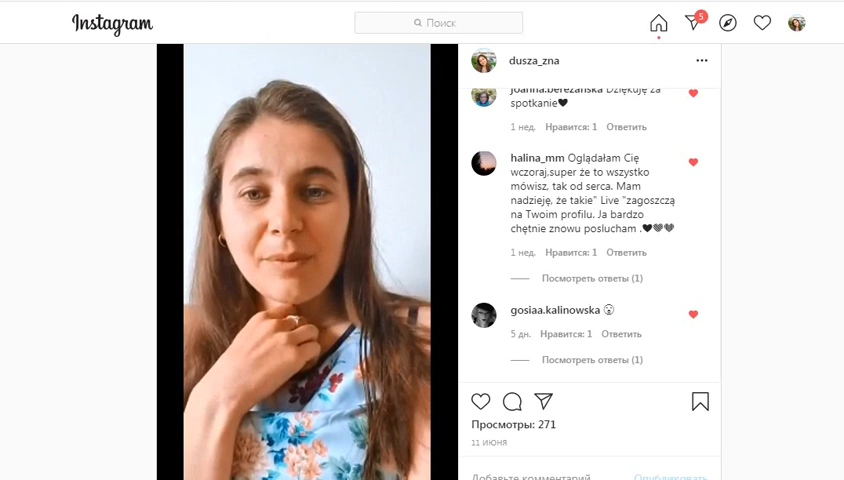 Instagram
Поиск
5
dusza_zna
joanna.berezanska Dziękuję za
spotkanie🖤
1 нед. Нравится: 1 Ответить
halina_mm Oglądałam Cię
wczoraj,super że to wszystko
mówisz, tak od serca. Mam
nadzieję, że takie" Live "zagoszczą
na Twoim profilu. Ja bardzo
chętnie znowu posłucham .🖤🖤🖤
1 нед. Нравится: 1 Ответить
Посмотреть ответы (1)
gosiaa.kalinowska 😮
5 дн. Нравится: 1 Ответить
Посмотреть ответы (1)
Просмотры: 271
11 ИЮНЯ
Добавьте комментарий
Опубликовать